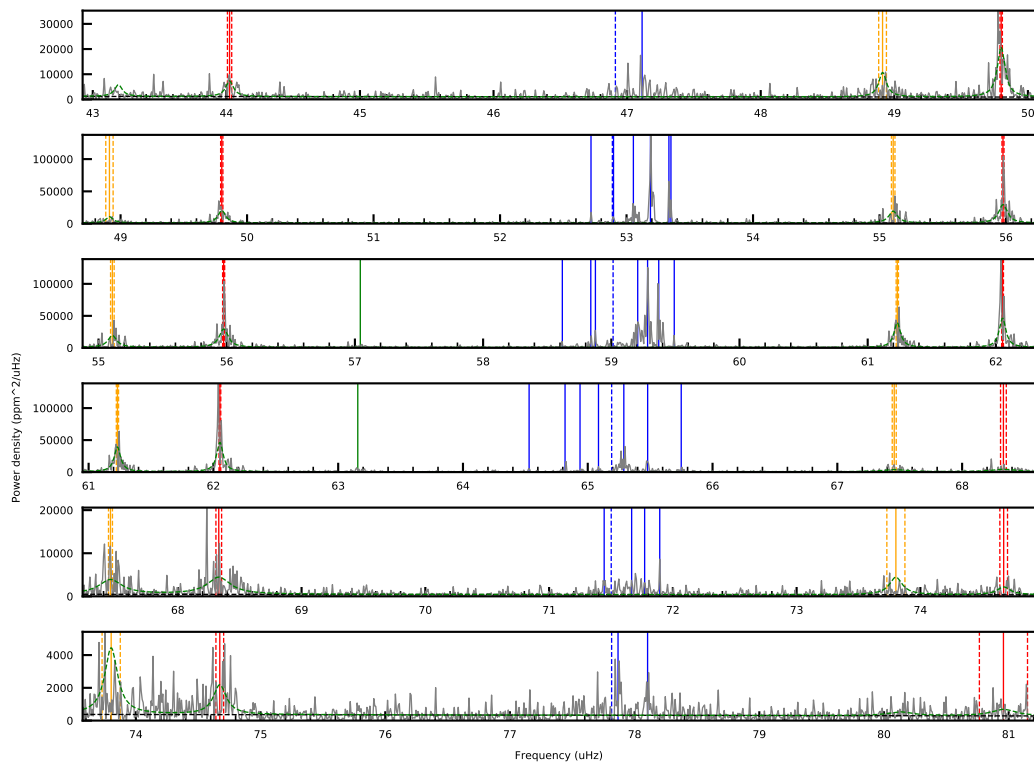 30000
20000
10000
0
43 44 45 46 47 48 49 50
100000
50000
0
49 50 51 52 53 54 55 56
100000
50000
0
55 56 57 58 59 60 61 62
Power density (ppm^2/uHz)
100000
50000
0
61 62 63 64 65 66 67 68
20000
10000
0
68 69 70 71 72 73 74
4000
2000
0
74 75 76 77 78 79 80 81
Frequency (uHz)